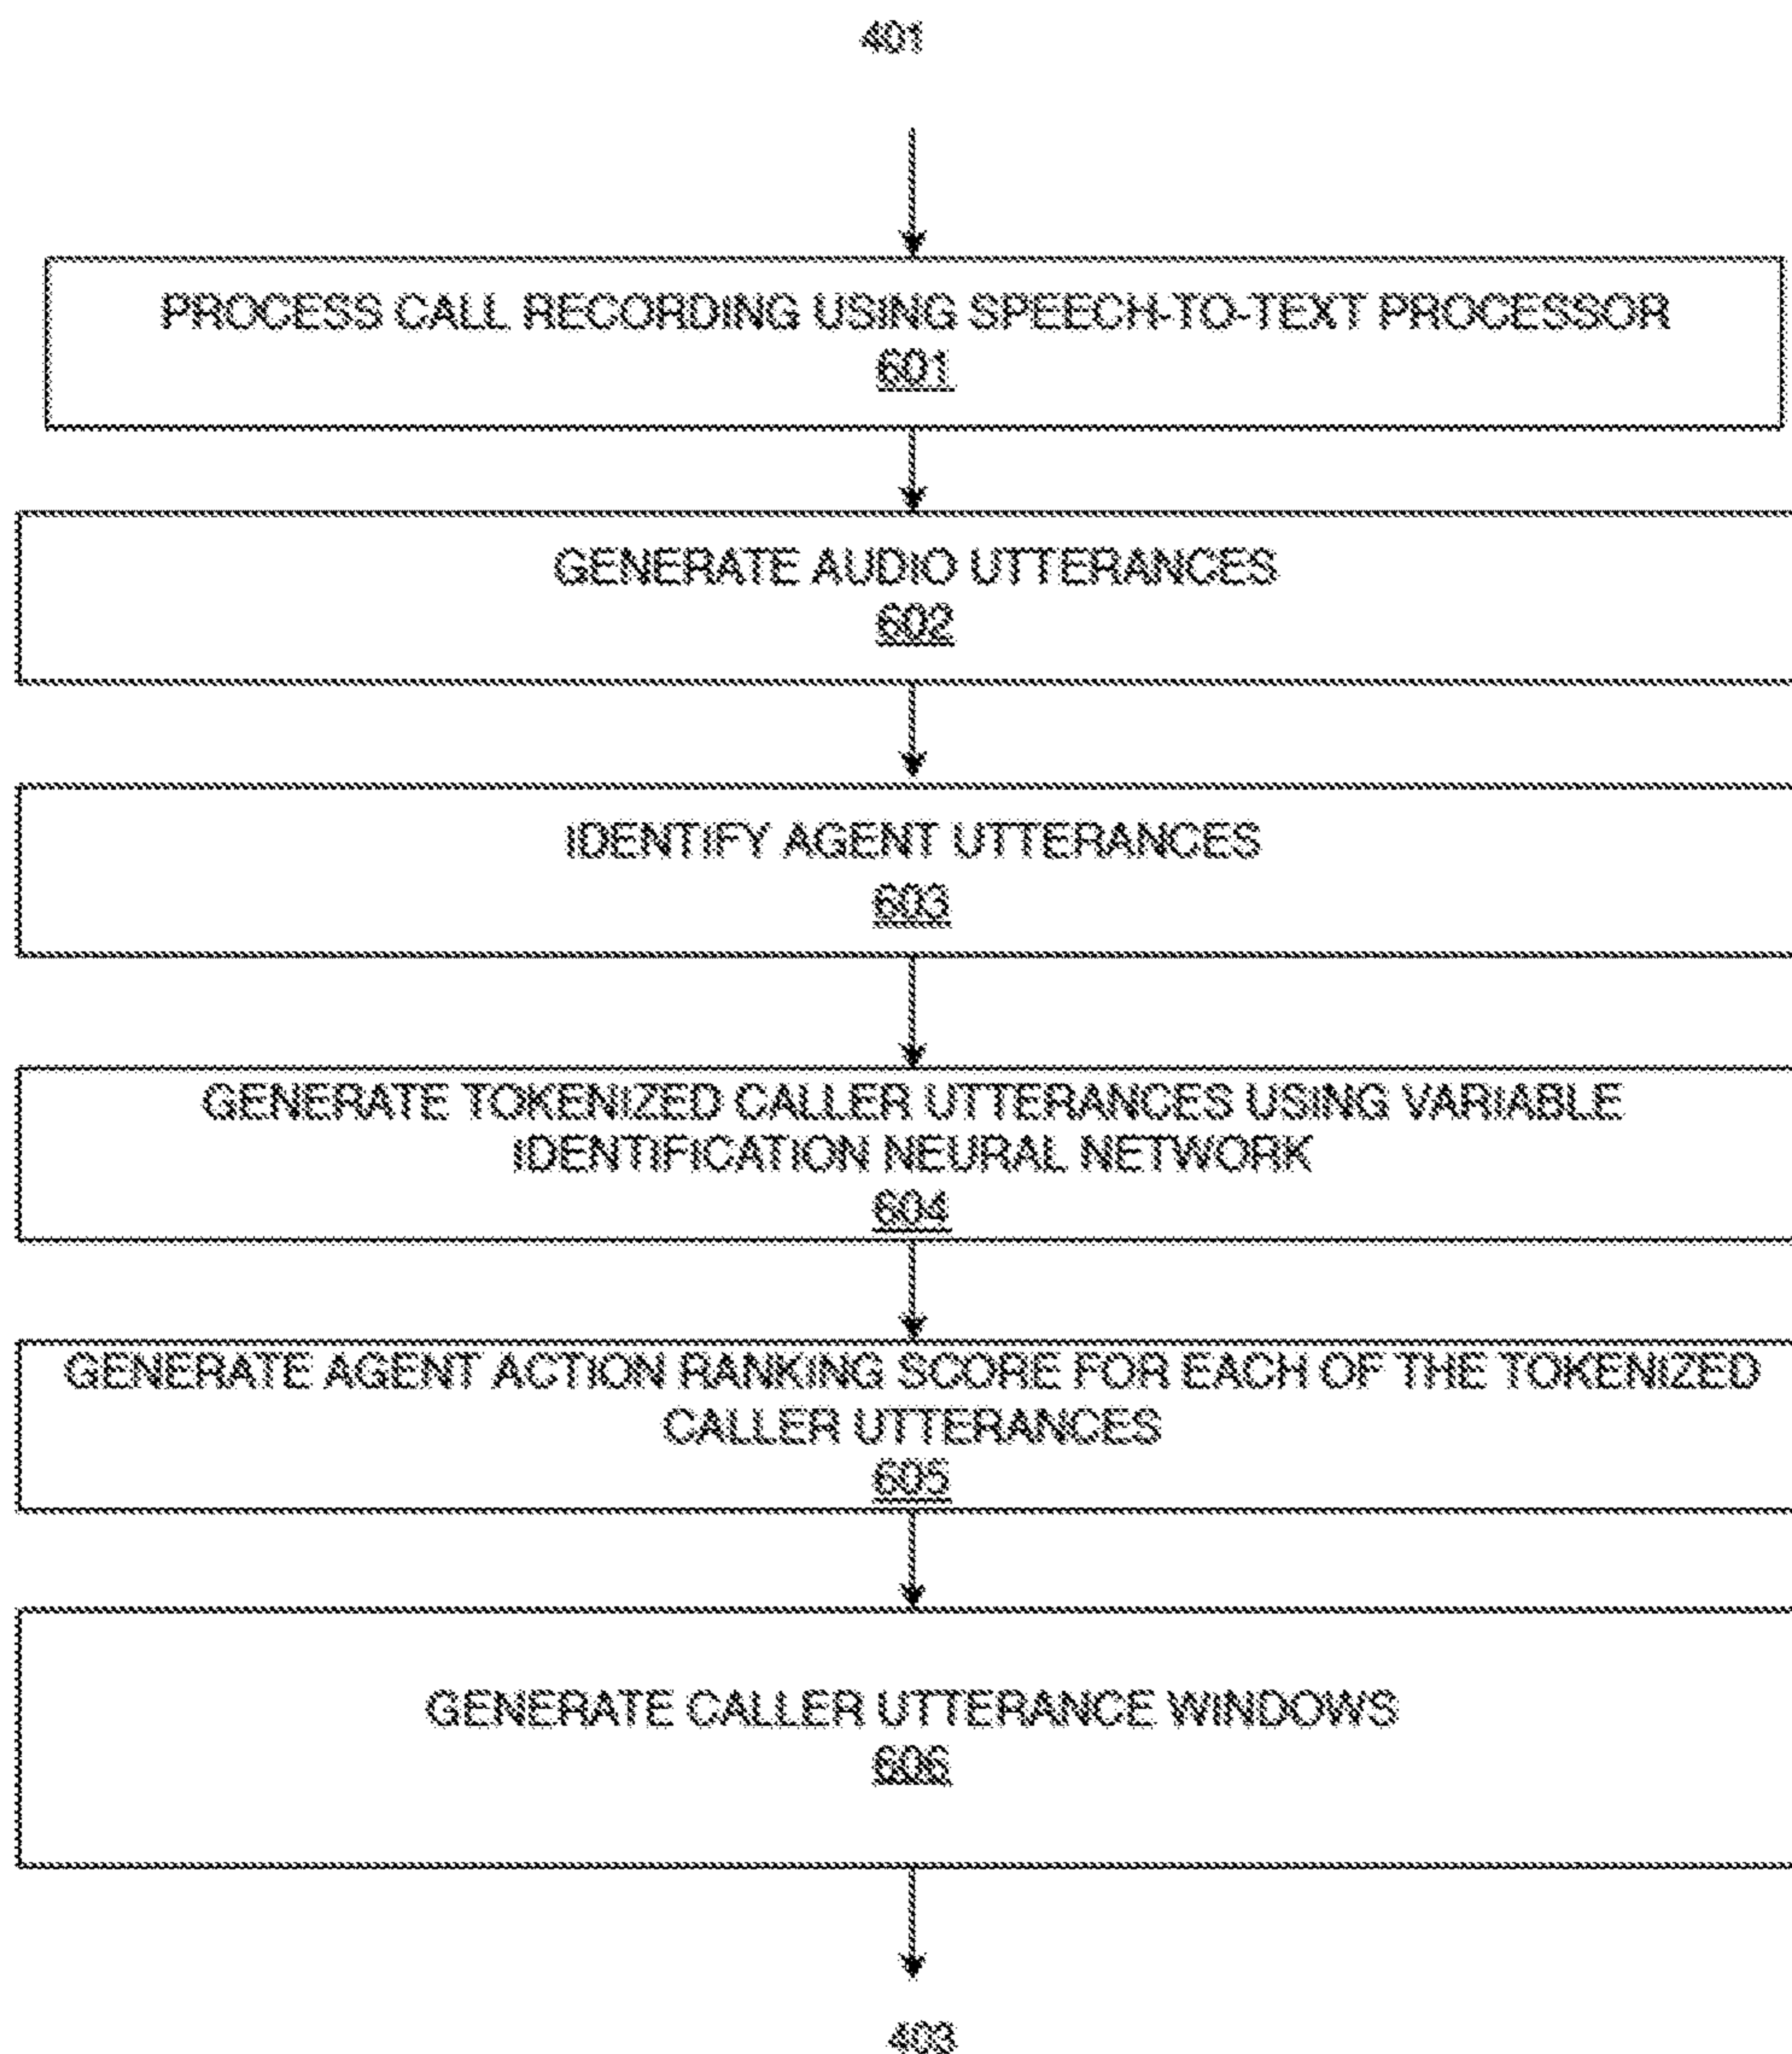 401
PROCESS CALL RECORDING USING SPEECH-TO-TEXT PROCESSOR
601
GENERATE AUDIO UTTERANCES
602
IDENTIFY AGENT UTTERANCES
603
GENERATE TOKENIZED CALLER UTTERANCES USING VARIABLE
IDENTIFICATION NEURAL NETWORK
604
GENERATE AGENT ACTION RANKING SCORE FOR EACH OF THE TOKENIZED
CALLER UTTERANCES
605
GENERATE CALLER UTTERANCE WINDOWS
606
403